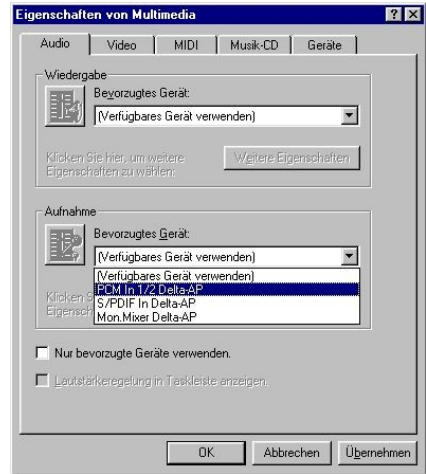 Eigenschaften von Multimedia
Audio Video MIDI Musik-CD Geräte
Wiedergabe
Bevorzugtes Gerät:
(Verfügbares Gerät verwenden)
Klicken Sie hier, um weitere
Eigenschaften zu wählen:
Weitere Eigenschaften
Aufnahme
Bevorzugtes Gerät:
(Verfügbares Gerät verwenden)
(Verfügbares Gerät verwenden)
PCM In 1/2 Delta-AP
S/PDIF In Delta-AP
Mon.Mixer Delta-AP
Klicken S
Eigensch
Nur bevorzugte Geräte verwenden.
Lautstärkeregelung in Taskleiste anzeigen.
OK Abbrechen Übernehmen